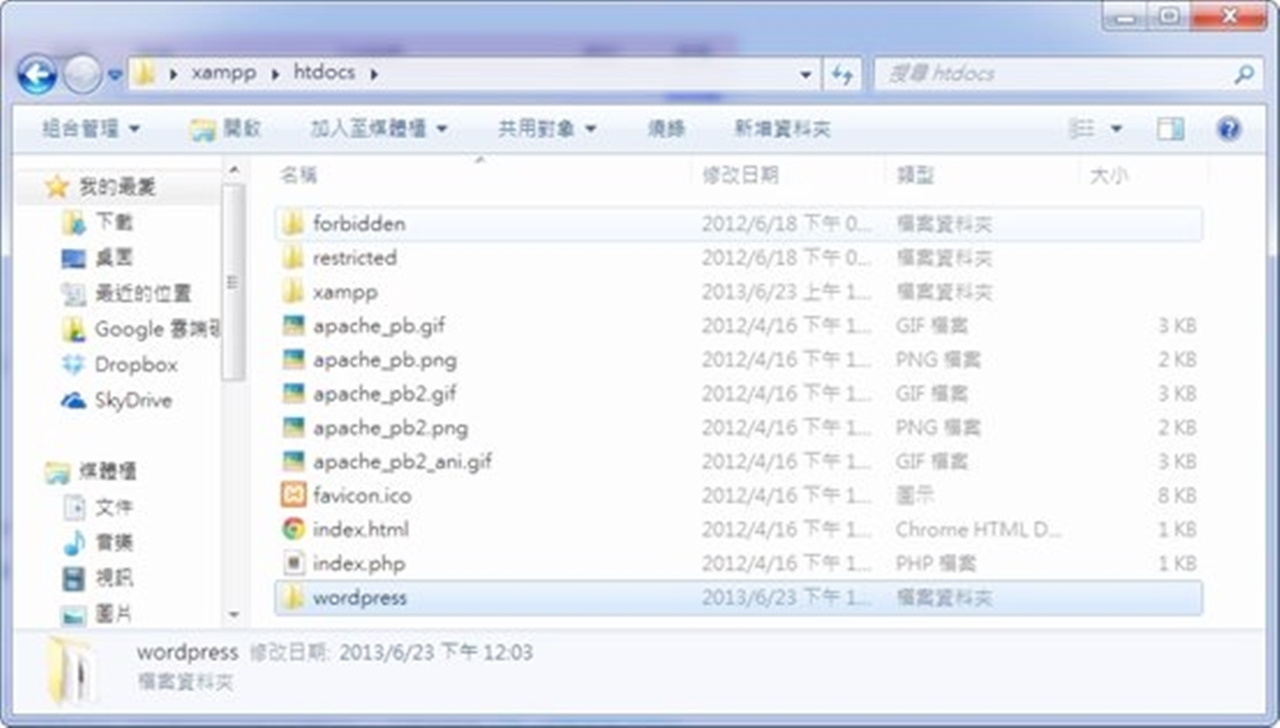 xampp htdocs 搜尋 htdocs
組合管理 開啟 加入至媒體櫃 共用對象 燒錄 新增資料夾
名稱 修改日期 類型 大小
我的最愛
下載
桌面
最近的位置
Google 雲端硬
Dropbox
SkyDrive
媒體櫃
文件
音樂
視訊
圖片
forbidden 2012/6/18 下午 0... 檔案資料夾
restricted 2012/6/18 下午 0... 檔案資料夾
xampp 2013/6/23 上午 1... 檔案資料夾
apache_pb.gif 2012/4/16 下午 1... GIF 檔案 3 KB
apache_pb.png 2012/4/16 下午 1... PNG 檔案 2 KB
apache_pb2.gif 2012/4/16 下午 1... GIF 檔案 3 KB
apache_pb2.png 2012/4/16 下午 1... PNG 檔案 2 KB
apache_pb2_ani.gif 2012/4/16 下午 1... GIF 檔案 3 KB
favicon.ico 2012/4/16 下午 1... 圖示 8 KB
index.html 2012/4/16 下午 1... Chrome HTML D... 1 KB
index.php 2012/4/16 下午 1... PHP 檔案 1 KB
wordpress 2013/6/23 下午 1... 檔案資料夾
wordpress 修改日期: 2013/6/23 下午 12:03
檔案資料夾